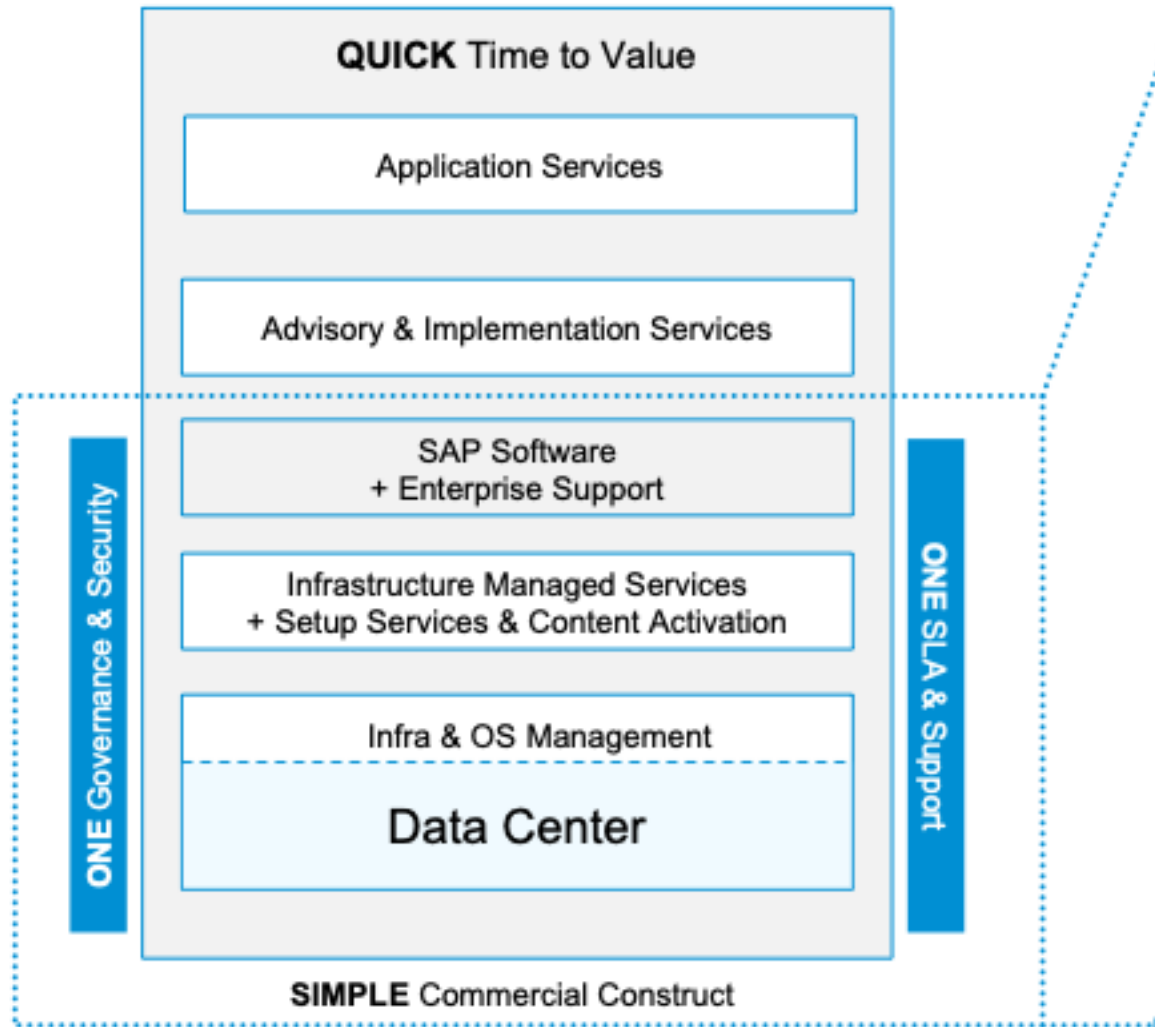 QUICK Time to Value
Application Services
Advisory & Implementation Services
SAP Software
+ Enterprise Support
Infrastructure Managed Services
+ Setup Services & Content Activation
Infra & OS Management
Data Center
ONE Governance & Security
ONE SLA & Support
SIMPLE Commercial Construct